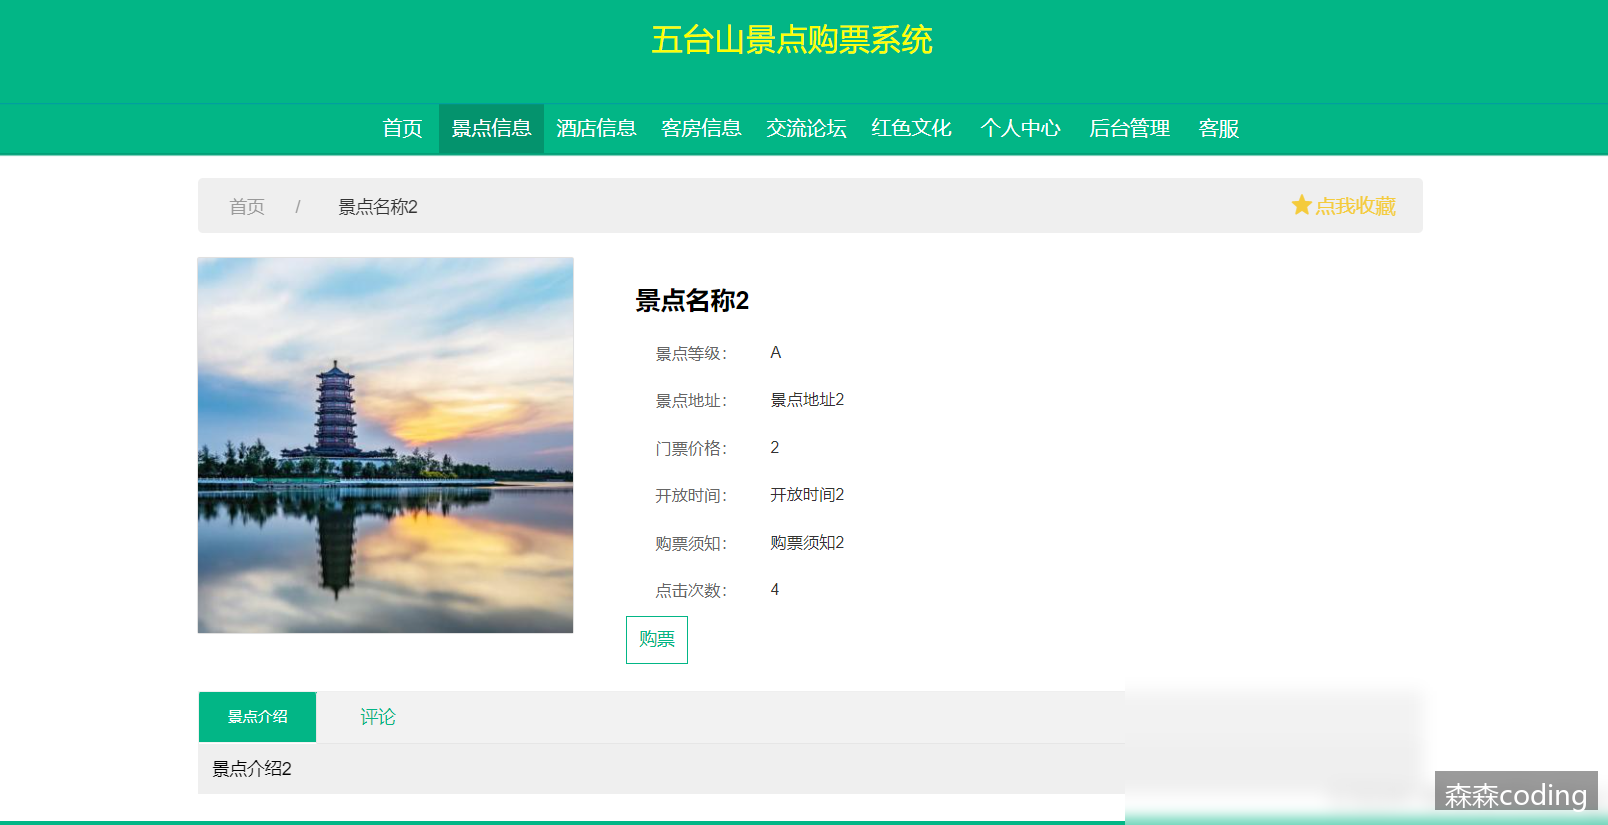 五台山景点购票系统
首页 景点信息 酒店信息 客房信息 交流论坛 红色文化 个人中心 后台管理 客服
首页 / 景点名称2 ★点我收藏
景点名称2
景点等级： A
景点地址： 景点地址2
门票价格： 2
开放时间： 开放时间2
购票须知： 购票须知2
点击次数： 4
购票
景点介绍 评论
景点介绍2
森森coding